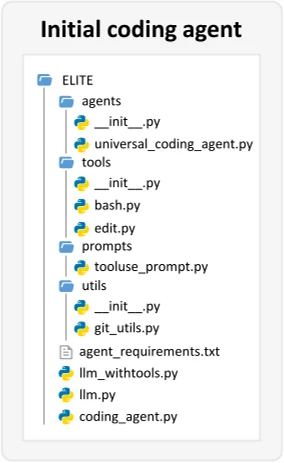 Initial coding agent
ELITE
agents
__init__.py
universal_coding_agent.py
tools
__init__.py
bash.py
edit.py
prompts
tooluse_prompt.py
utils
__init__.py
git_utils.py
agent_requirements.txt
llm_withtools.py
llm.py
coding_agent.py